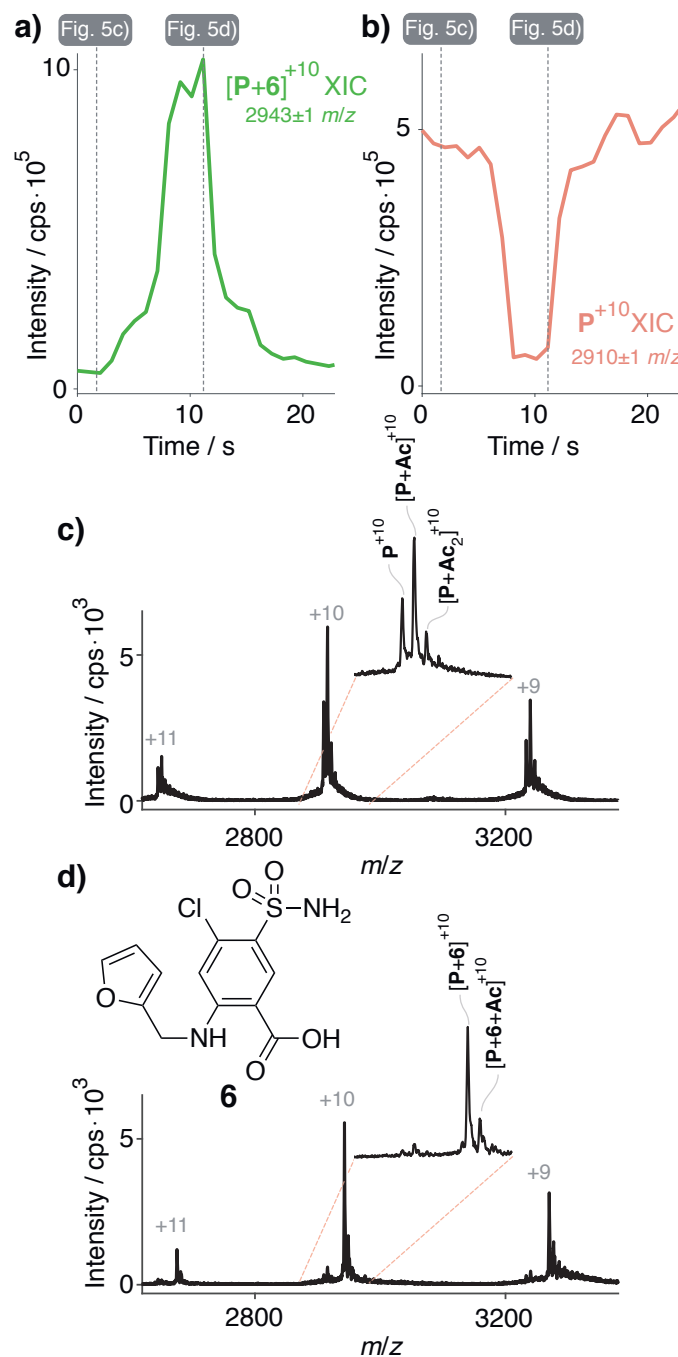 a)
Fig. 5c)
Fig. 5d)
10
[P+6]+10 XIC
2943±1 m/z
Intensity / cps·10^5
0
0
10
20
Time / s
b)
Fig. 5c)
Fig. 5d)
5
Intensity / cps·10^5
P+10 XIC
2910±1 m/z
0
0
10
20
Time / s
c)
P+10
[P+Ac]+10
[P+Ac2]+10
+10
+9
+11
5
Intensity / cps·10^3
0
2800
3200
m/z
d)
O
O
S
NH2
Cl
O
NH
OH
O
6
[P+6]+10
[P+6+Ac]+10
+10
+9
+11
5
Intensity / cps·10^3
0
2800
3200
m/z